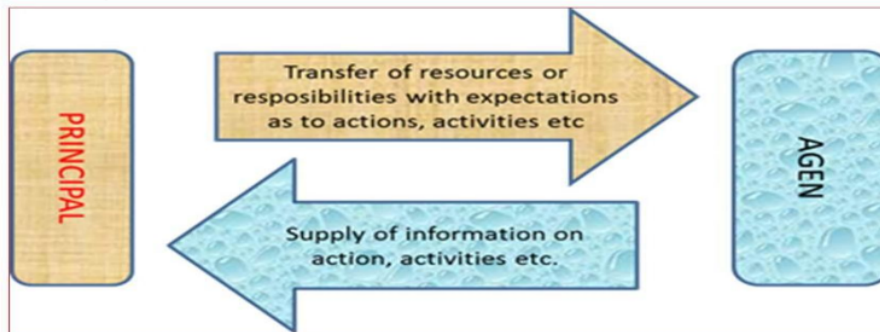 PRINCIPAL
Transfer of resources or
resposibilities with expectations
as to actions, activities etc
Supply of information on
action, activities etc.
AGEN